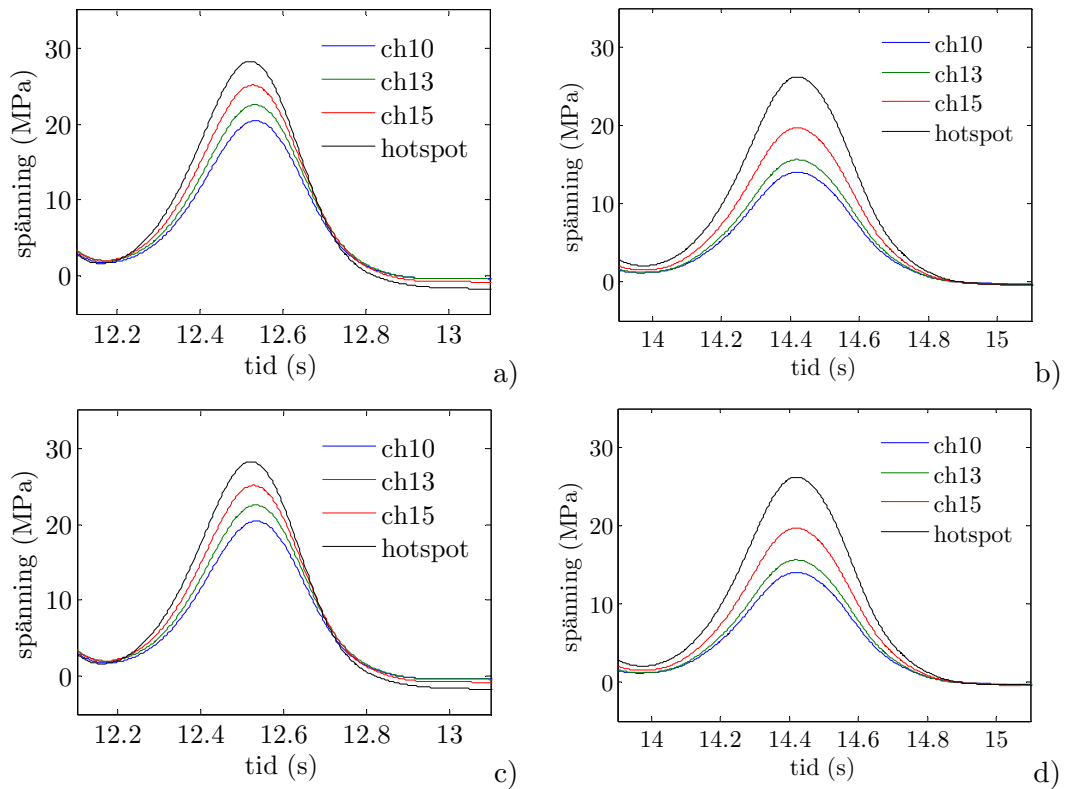 30
20
10
0
spänning (MPa)
ch10
ch13
ch15
hotspot
12.2 12.4 12.6 12.8 13
tid (s)
a)
30
20
10
0
spänning (MPa)
ch10
ch13
ch15
hotspot
14 14.2 14.4 14.6 14.8 15
tid (s)
b)
30
20
10
0
spänning (MPa)
ch10
ch13
ch15
hotspot
12.2 12.4 12.6 12.8 13
tid (s)
c)
30
20
10
0
spänning (MPa)
ch10
ch13
ch15
hotspot
14 14.2 14.4 14.6 14.8 15
tid (s)
d)